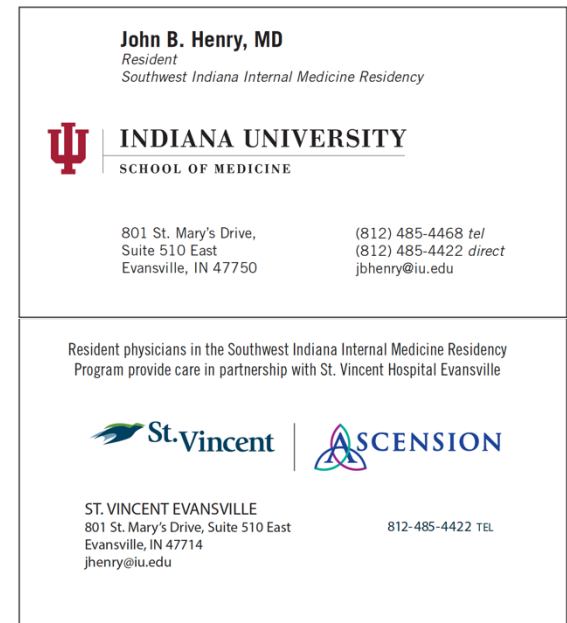 John B. Henry, MD
Resident
Southwest Indiana Internal Medicine Residency
INDIANA UNIVERSITY
SCHOOL OF MEDICINE
801 St. Mary's Drive,
Suite 510 East
Evansville, IN 47750
(812) 485-4468 tel
(812) 485-4422 direct
jbhenry@iu.edu
Resident physicians in the Southwest Indiana Internal Medicine Residency
Program provide care in partnership with St. Vincent Hospital Evansville
St.Vincent
ASCENSION
ST. VINCENT EVANSVILLE
801 St. Mary's Drive, Suite 510 East
Evansville, IN 47714
jhenry@iu.edu
812-485-4422 TEL